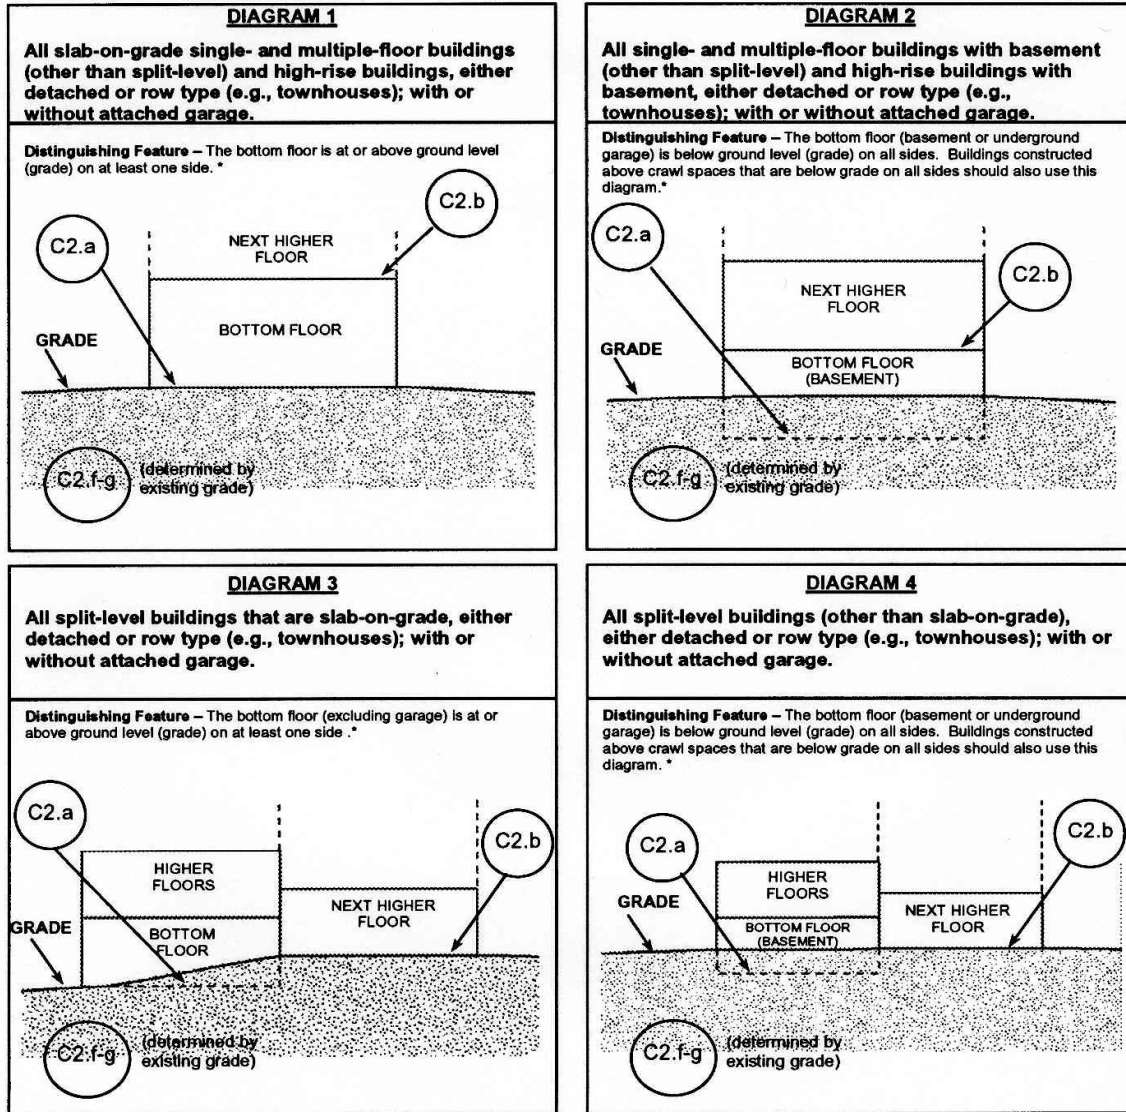 DIAGRAM 1
All slab-on-grade single- and multiple-floor buildings
(other than split-level) and high-rise buildings, either
detached or row type (e.g., townhouses); with or
without attached garage.
Distinguishing Feature – The bottom floor is at or above ground level
(grade) on at least one side. *
C2.a
C2.b
NEXT HIGHER
FLOOR
BOTTOM FLOOR
GRADE
C2.f-g
(determined by
existing grade)
DIAGRAM 2
All single- and multiple-floor buildings with basement
(other than split-level) and high-rise buildings with
basement, either detached or row type (e.g.,
townhouses); with or without attached garage.
Distinguishing Feature – The bottom floor (basement or underground
garage) is below ground level (grade) on all sides. Buildings constructed
above crawl spaces that are below grade on all sides should also use this
diagram.*
C2.a
C2.b
NEXT HIGHER
FLOOR
GRADE
BOTTOM FLOOR
(BASEMENT)
C2.f-g
(determined by
existing grade)
DIAGRAM 3
All split-level buildings that are slab-on-grade, either
detached or row type (e.g., townhouses); with or
without attached garage.
Distinguishing Feature – The bottom floor (excluding garage) is at or
above ground level (grade) on at least one side .*
C2.a
C2.b
HIGHER
FLOORS
NEXT HIGHER
FLOOR
GRADE
BOTTOM
FLOOR
C2.f-g
(determined by
existing grade)
DIAGRAM 4
All split-level buildings (other than slab-on-grade),
either detached or row type (e.g., townhouses); with or
without attached garage.
Distinguishing Feature – The bottom floor (basement or underground
garage) is below ground level (grade) on all sides. Buildings constructed
above crawl spaces that are below grade on all sides should also use this
diagram. *
C2.a
C2.b
HIGHER
FLOORS
GRADE
NEXT HIGHER
FLOOR
BOTTOM FLOOR
(BASEMENT)
C2.f-g
(determined by
existing grade)